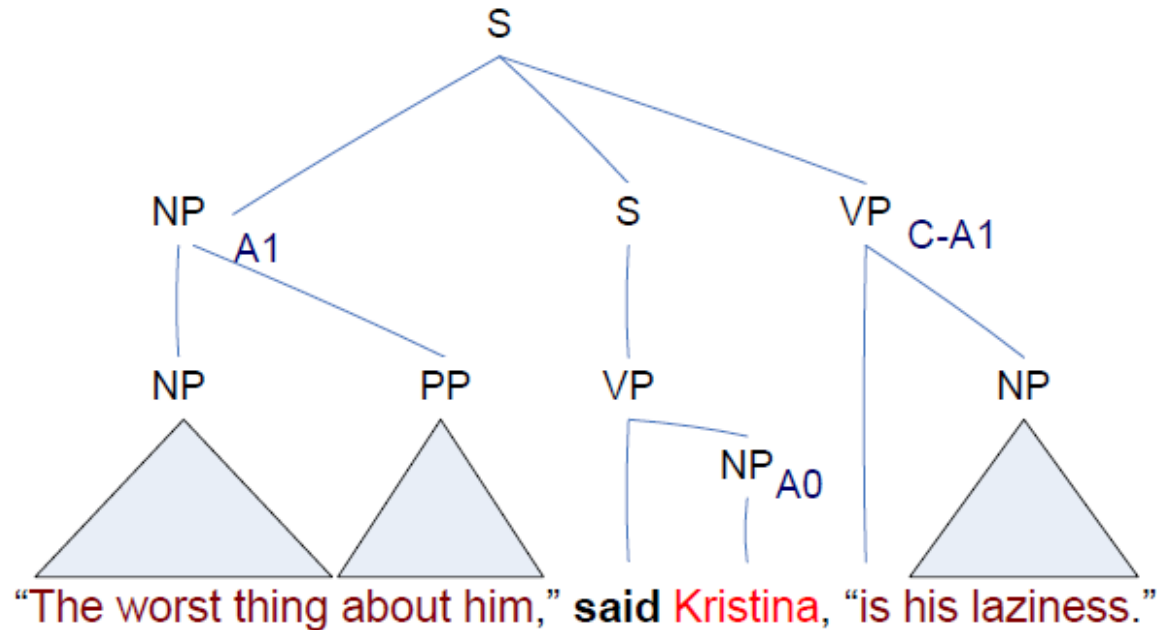 S
NP A1 S VP C-A1
NP PP VP NP
NP A0
“The worst thing about him,” said Kristina, “is his laziness.”